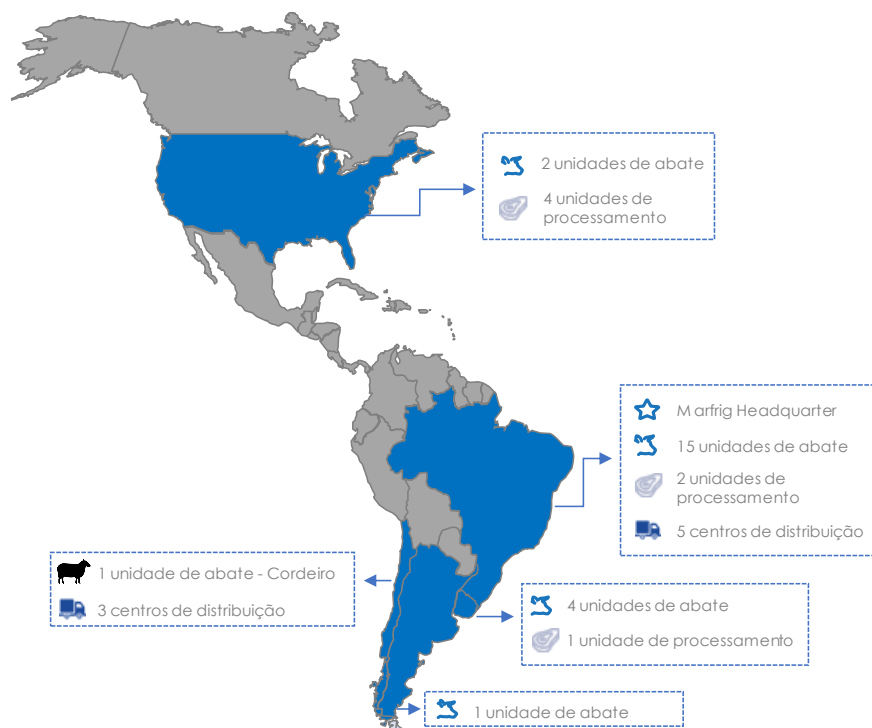 2 unidades de abate
4 unidades de
processamento
Marfrig Headquarter
15 unidades de abate
2 unidades de
processamento
5 centros de distribuição
1 unidade de abate - Cordeiro
3 centros de distribuição
4 unidades de abate
1 unidade de processamento
1 unidade de abate